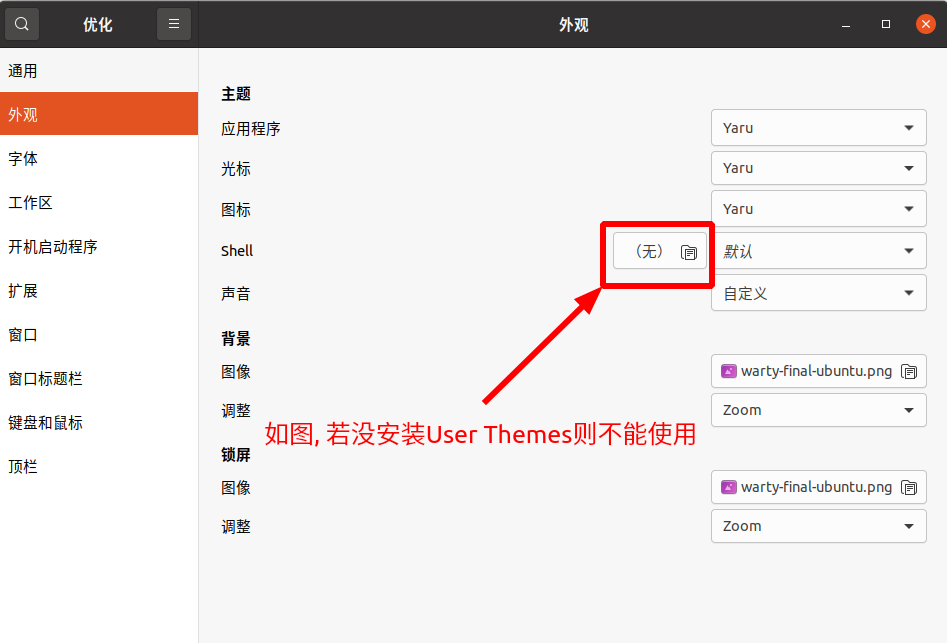 优化
外观
通用
外观
字体
工作区
开机启动程序
扩展
窗口
窗口标题栏
键盘和鼠标
顶栏
主题
应用程序 Yaru
光标 Yaru
图标 Yaru
Shell （无） 默认
声音 自定义
背景
图像 warty-final-ubuntu.png
调整 Zoom
如图, 若没安装User Themes则不能使用
锁屏
图像 warty-final-ubuntu.png
调整 Zoom